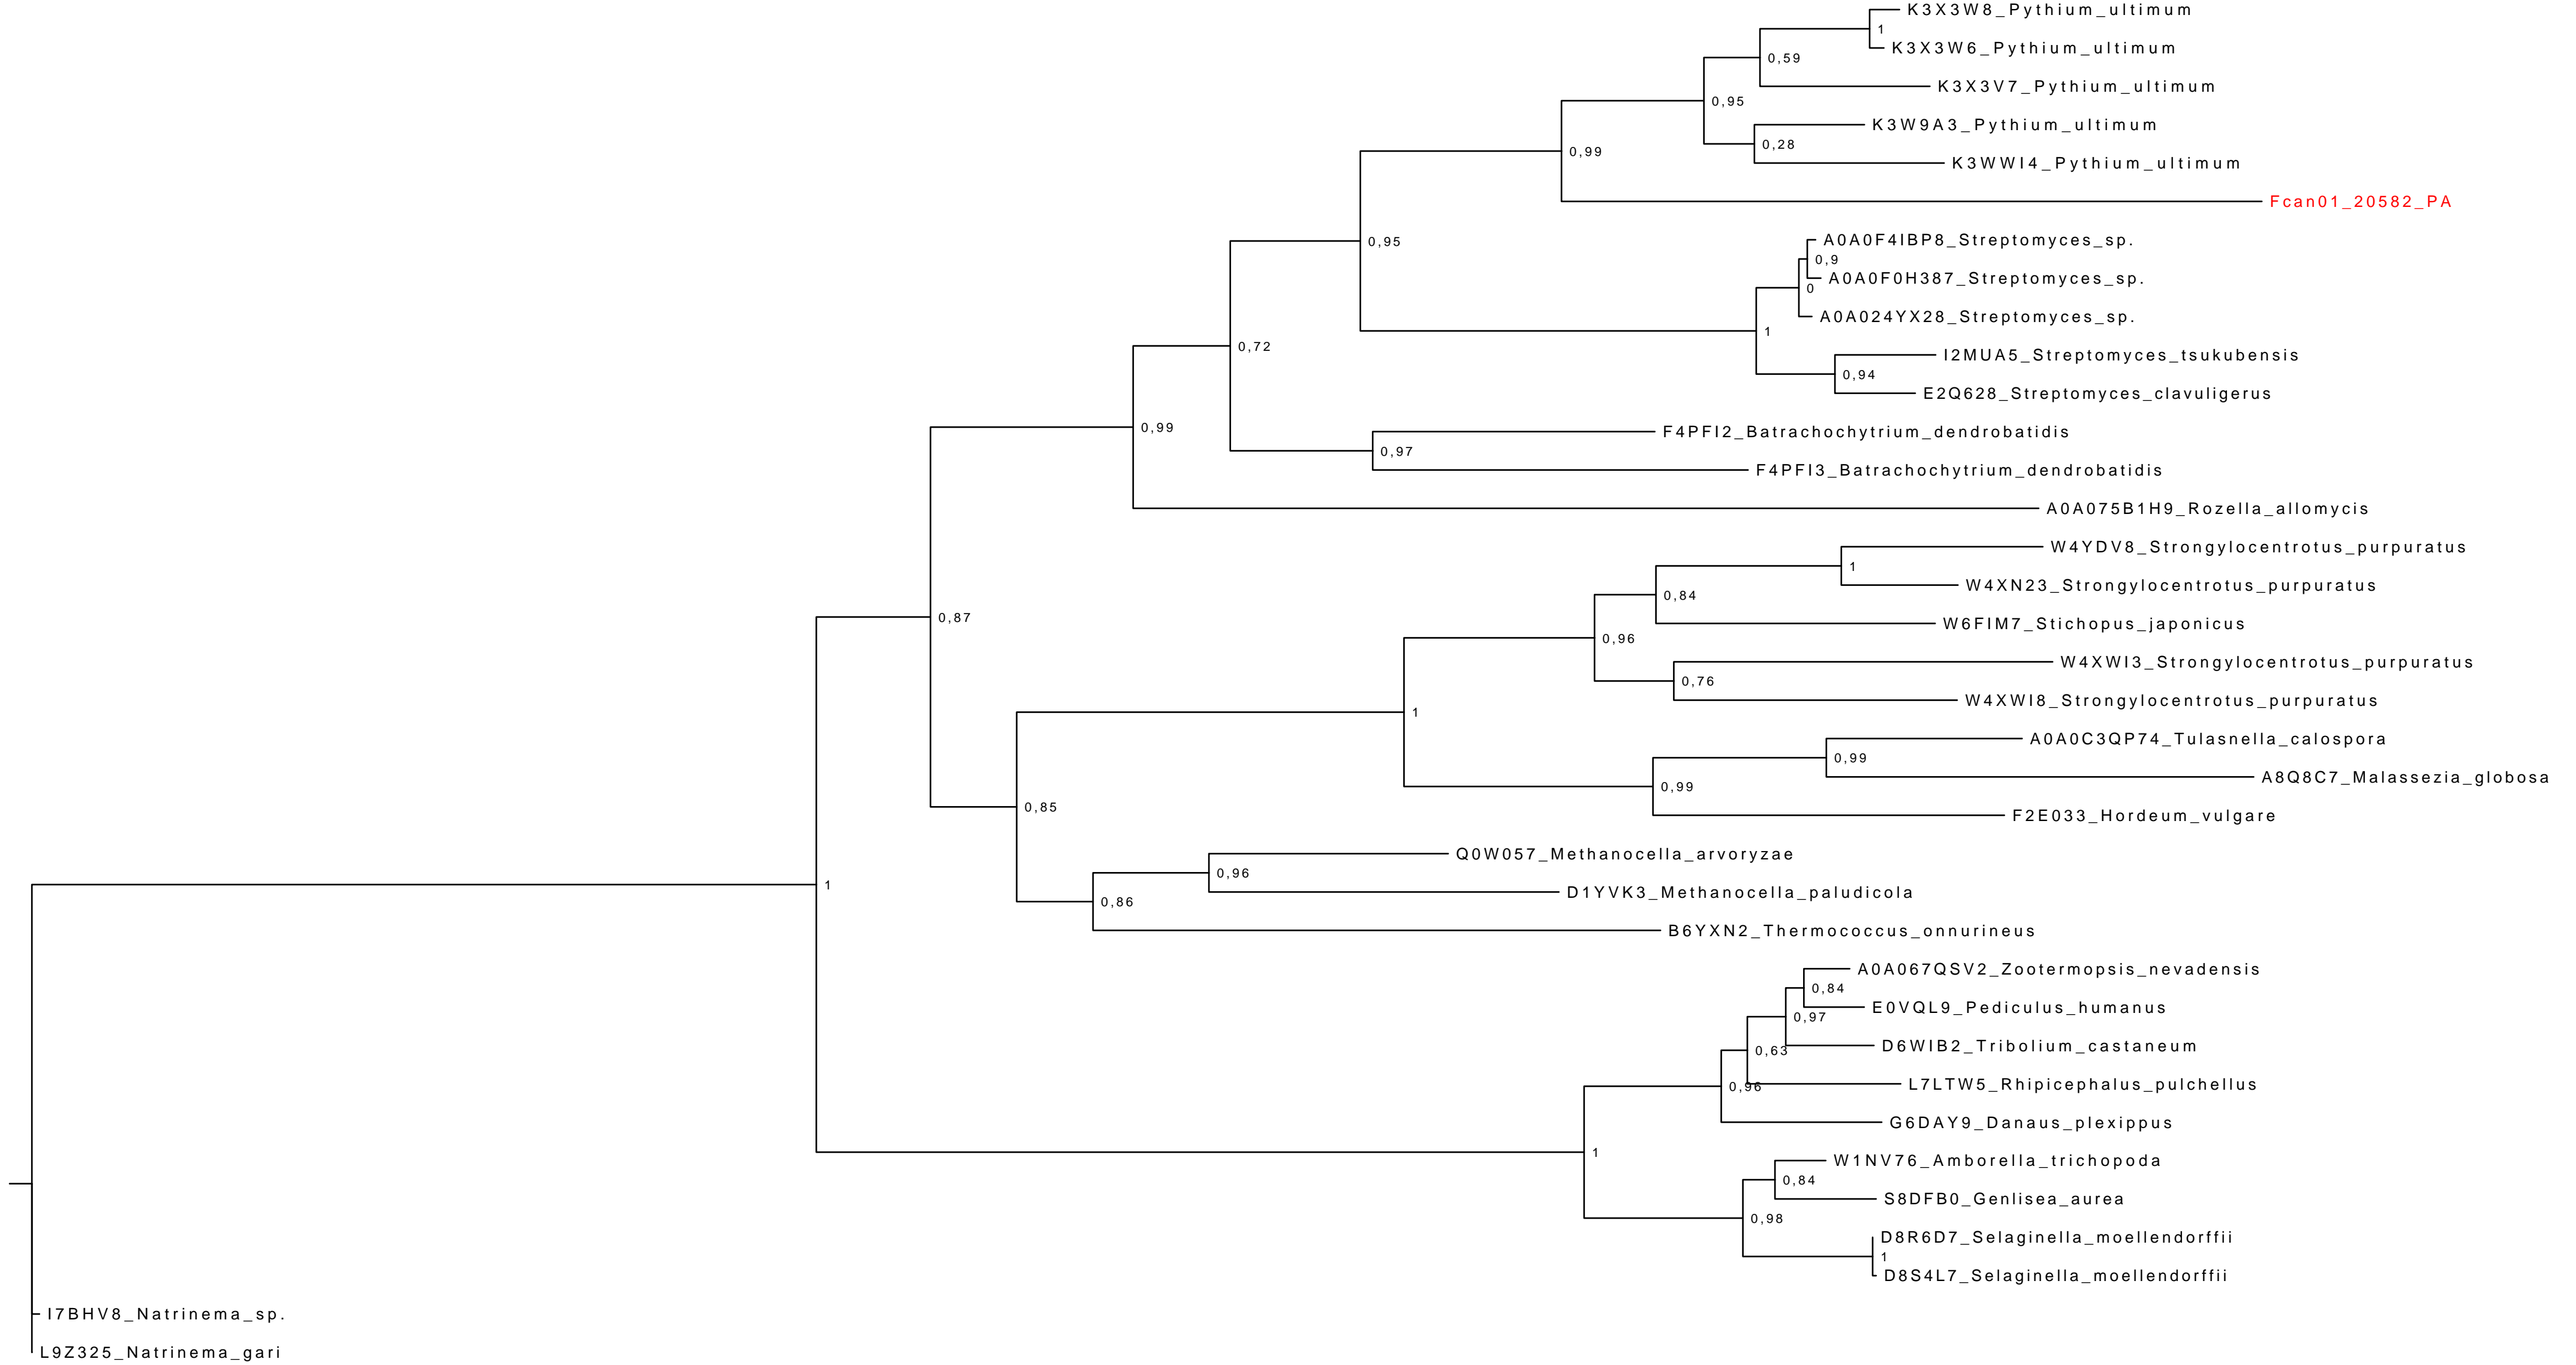 K3X3W8_Pythium_ultimum
1
K3X3W6_Pythium_ultimum
0,59
K3X3V7_Pythium_ultimum
0,95
K3W9A3_Pythium_ultimum
0,28
0,99
K3WWI4_Pythium_ultimum
Fcan01_20582_PA
A0A0F4IBP8_Streptomyces_sp.
0,95
0,9
A0A0F0H387_Streptomyces_sp.
0
A0A024YX28_Streptomyces_sp.
1
0,72
I2MUA5_Streptomyces_tsukubensis
0,94
E2Q628_Streptomyces_clavuligerus
0,99
F4PFI2_Batrachochytrium_dendrobatidis
0,97
F4PFI3_Batrachochytrium_dendrobatidis
A0A075B1H9_Rozella_allomycis
W4YDV8_Strongylocentrotus_purpuratus
1
W4XN23_Strongylocentrotus_purpuratus
0,84
0,87
W6FIM7_Stichopus_japonicus
0,96
W4XWI3_Strongylocentrotus_purpuratus
0,76
W4XWI8_Strongylocentrotus_purpuratus
1
A0A0C3QP74_Tulasnella_calospora
0,99
A8Q8C7_Malassezia_globosa
0,99
0,85
F2E033_Hordeum_vulgare
Q0W057_Methanocella_arvoryzae
0,96
1
D1YVK3_Methanocella_paludicola
0,86
B6YXN2_Thermococcus_onnurineus
A0A067QSV2_Zootermopsis_nevadensis
0,84
E0VQL9_Pediculus_humanus
0,97
D6WIB2_Tribolium_castaneum
0,63
L7LTW5_Rhipicephalus_pulchellus
0,96
G6DAY9_Danaus_plexippus
1
W1NV76_Amborella_trichopoda
0,84
S8DFB0_Genlisea_aurea
0,98
D8R6D7_Selaginella_moellendorffii
1
D8S4L7_Selaginella_moellendorffii
I7BHV8_Natrinema_sp.
L9Z325_Natrinema_gari